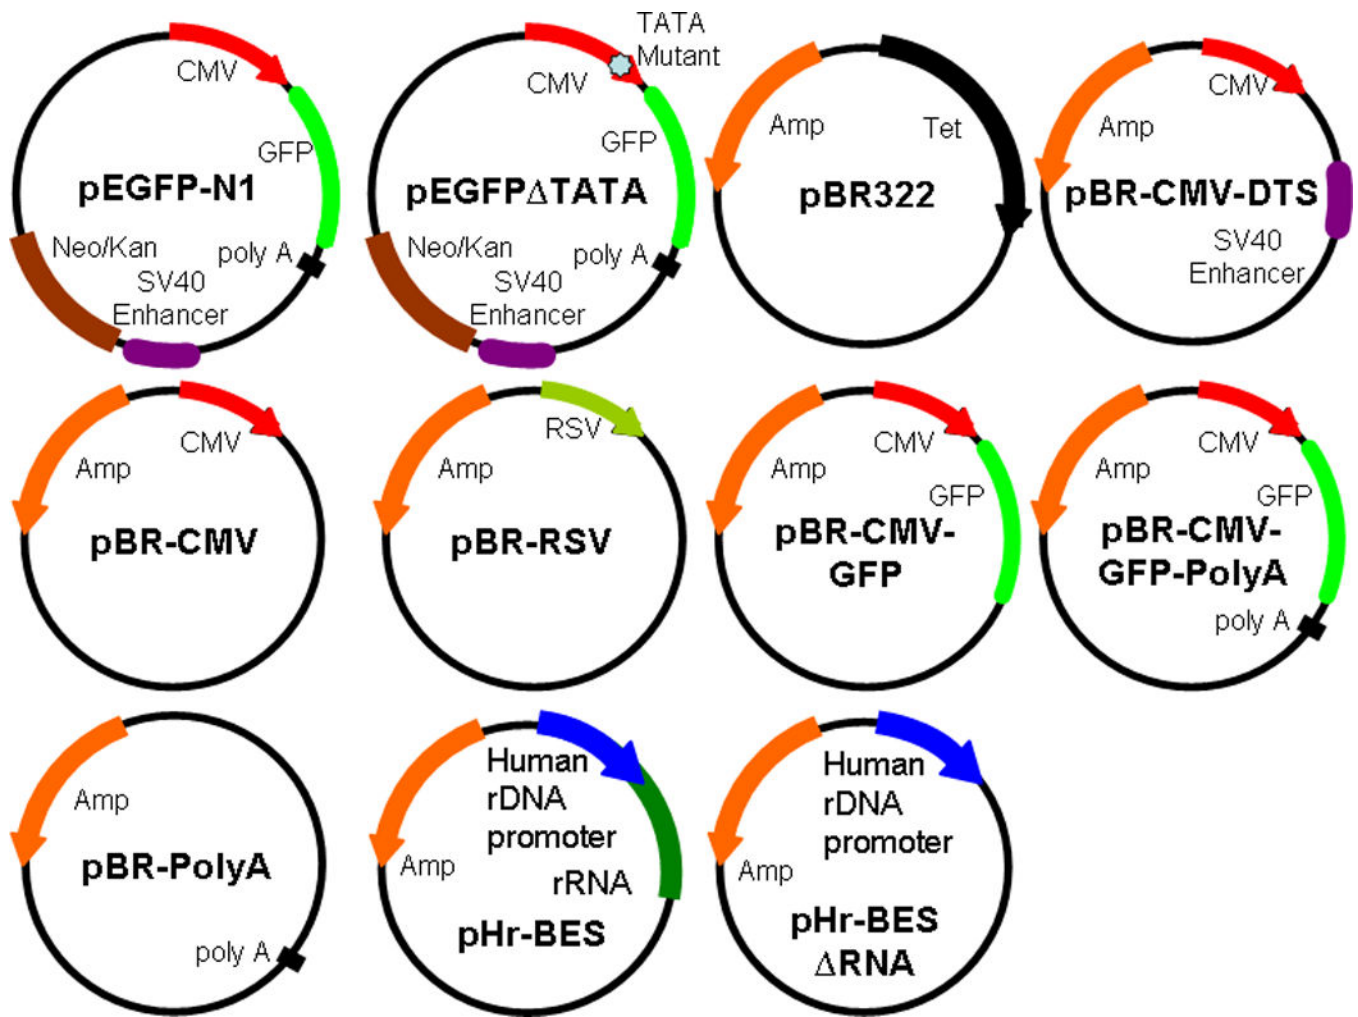 CMV
GFP
pEGFP-N1
Neo/Kan
poly A
SV40
Enhancer
TATA
Mutant
CMV
GFP
pEGFP∆TATA
Neo/Kan
poly A
SV40
Enhancer
Amp
Tet
pBR322
CMV
Amp
pBR-CMV-DTS
SV40
Enhancer
CMV
Amp
pBR-CMV
RSV
Amp
pBR-RSV
CMV
Amp
GFP
pBR-CMV-
GFP
CMV
Amp
GFP
pBR-CMV-
GFP-PolyA
poly A
Amp
pBR-PolyA
poly A
Human
rDNA
promoter
Amp
rRNA
pHr-BES
Human
rDNA
promoter
Amp
pHr-BES
∆RNA